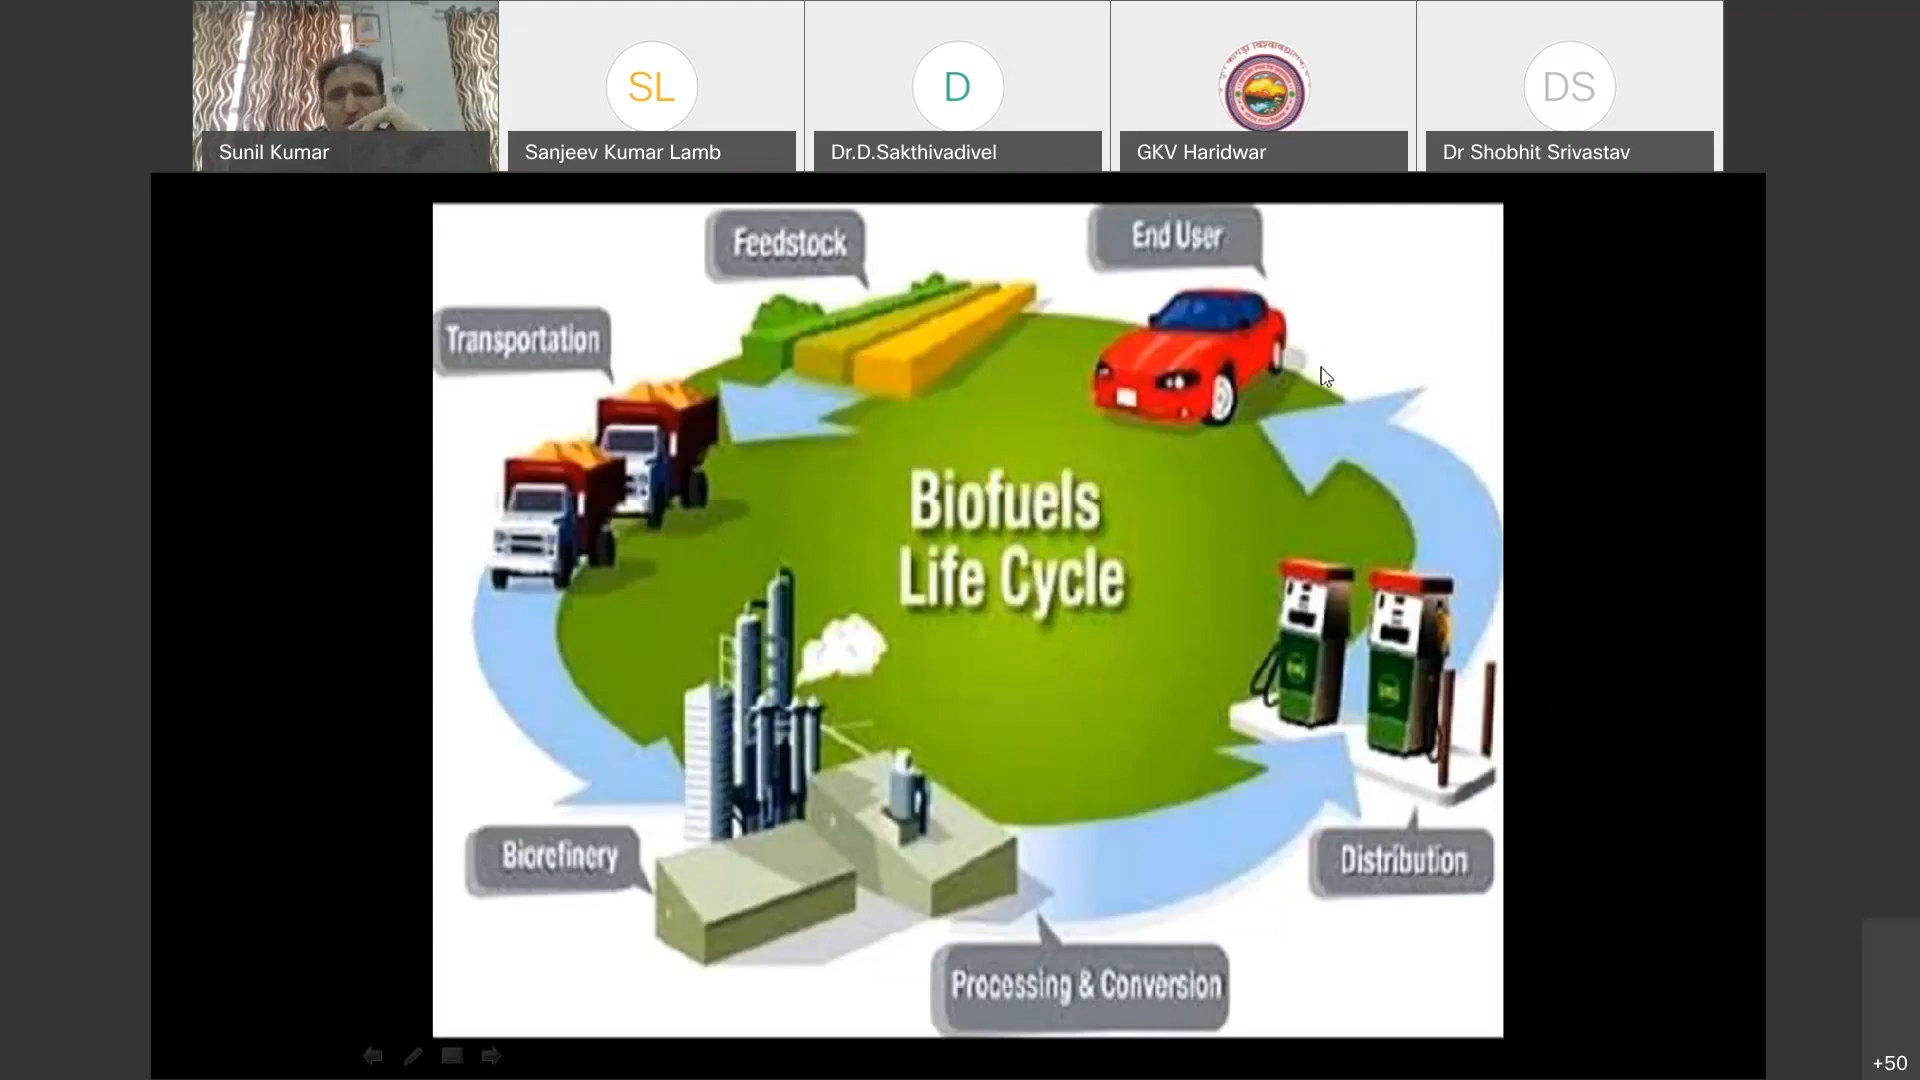 SL
D
DS
Sunil Kumar
Sanjeev Kumar Lamb
Dr.D.Sakthivadivel
GKV Haridwar
Dr Shobhit Srivastav
Feedstock
End User
Transportation
Biofuels
Life Cycle
Biorefinery
Distribution
Processing & Conversion
+50